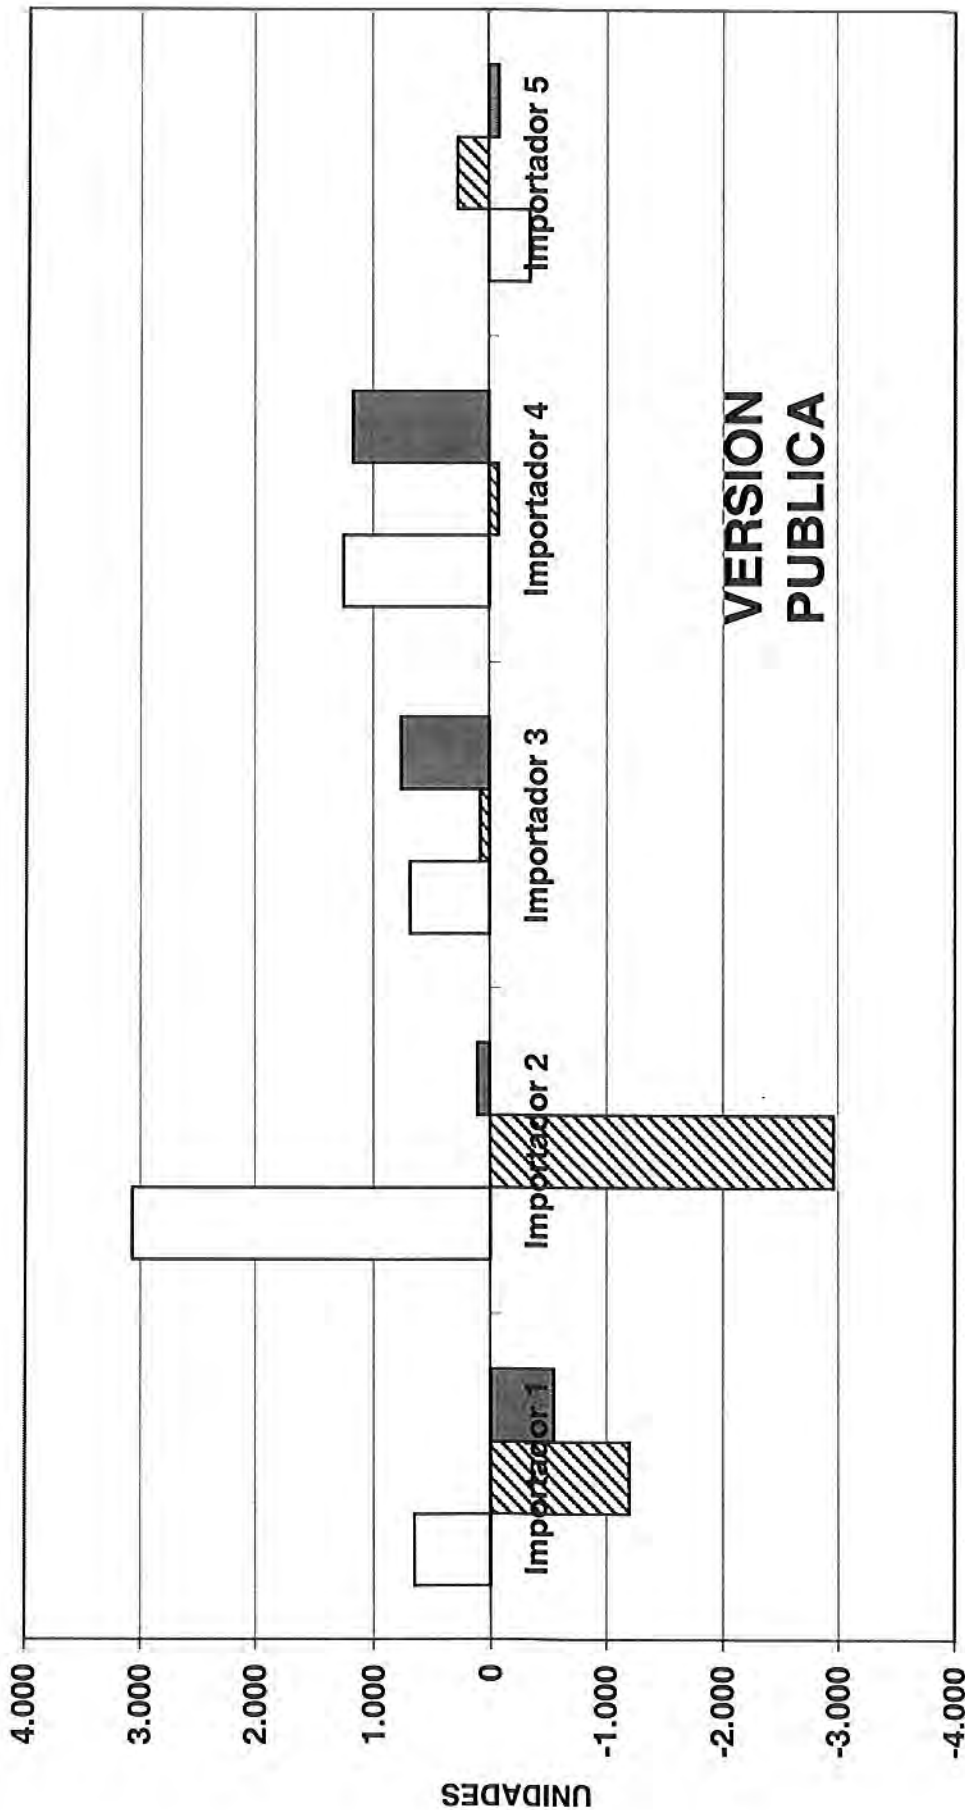 4.000
3.000
2.000
1.000
0
-1.000
-2.000
-3.000
-4.000
UNIDADES
Importador 1
Importador 2
Importador 3
Importador 4
Importador 5
VERSION
PUBLICA